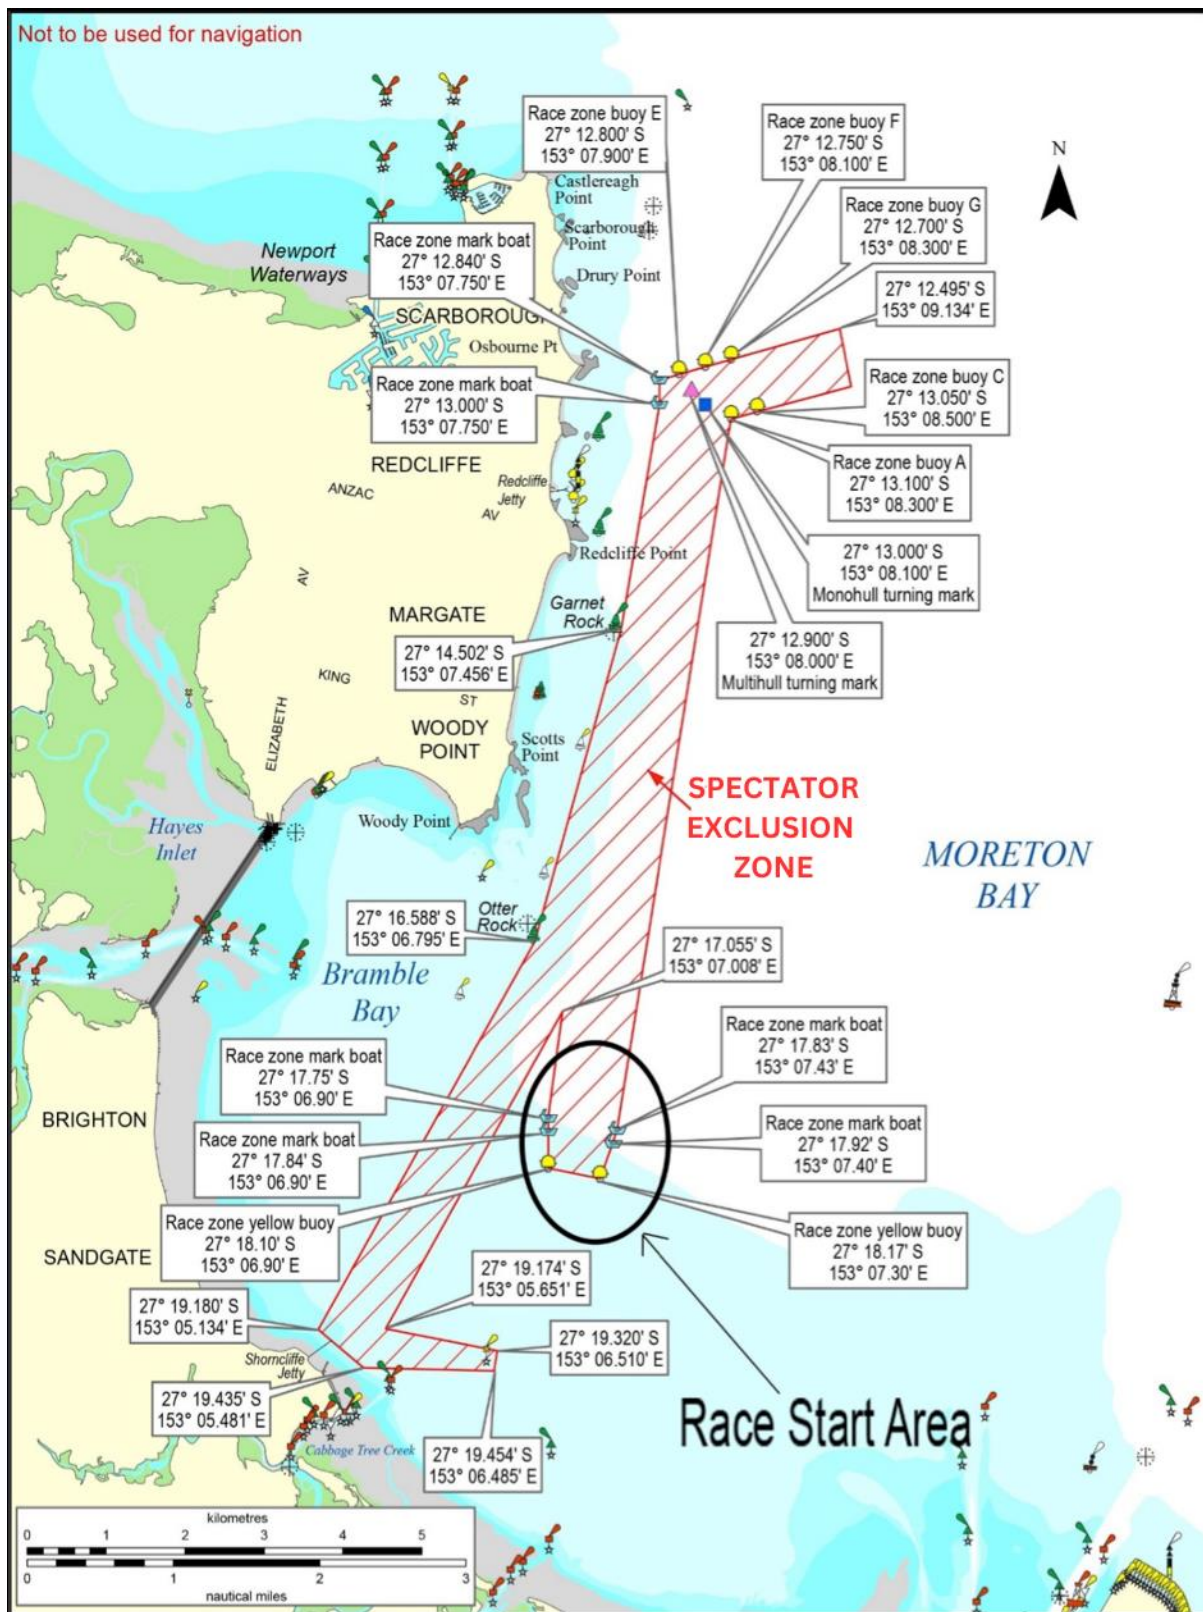 Not to be used for navigation
Race zone buoy E
27° 12.800' S
153° 07.900' E
Race zone buoy F
27° 12.750' S
153° 08.100' E
N
Castlereagh
Point
Race zone buoy G
27° 12.700' S
153° 08.300' E
Scarborough
Point
Race zone mark boat
27° 12.840' S
153° 07.750' E
Newport
Waterways
Drury Point
27° 12.495' S
153° 09.134' E
SCARBOROUGH
Osbourne Pt
Race zone mark boat
27° 13.000' S
153° 07.750' E
Race zone buoy C
27° 13.050' S
153° 08.500' E
REDCLIFFE
Race zone buoy A
27° 13.100' S
153° 08.300' E
ANZAC
AV
Redcliffe
Jetty
Redcliffe Point
27° 13.000' S
153° 08.100' E
Monohull turning mark
AV
MARGATE
Garnet
Rock
27° 14.502' S
153° 07.456' E
27° 12.900' S
153° 08.000' E
Multihull turning mark
KING
ST
ELIZABETH
WOODY
POINT
Scotts
Point
SPECTATOR
EXCLUSION
ZONE
Woody Point
Hayes
Inlet
MORETON
BAY
Otter
Rock
27° 16.588' S
153° 06.795' E
27° 17.055' S
153° 07.008' E
Bramble
Bay
Race zone mark boat
27° 17.83' S
153° 07.43' E
Race zone mark boat
27° 17.75' S
153° 06.90' E
BRIGHTON
Race zone mark boat
27° 17.92' S
153° 07.40' E
Race zone mark boat
27° 17.84' S
153° 06.90' E
Race zone yellow buoy
27° 18.10' S
153° 06.90' E
Race zone yellow buoy
27° 18.17' S
153° 07.30' E
SANDGATE
27° 19.174' S
153° 05.651' E
27° 19.180' S
153° 05.134' E
27° 19.320' S
153° 06.510' E
Shorncliffe
Jetty
27° 19.435' S
153° 05.481' E
Race Start Area
Cabbage Tree Creek
27° 19.454' S
153° 06.485' E
kilometres
0 1 2 3 4 5
0 1 2 3
nautical miles